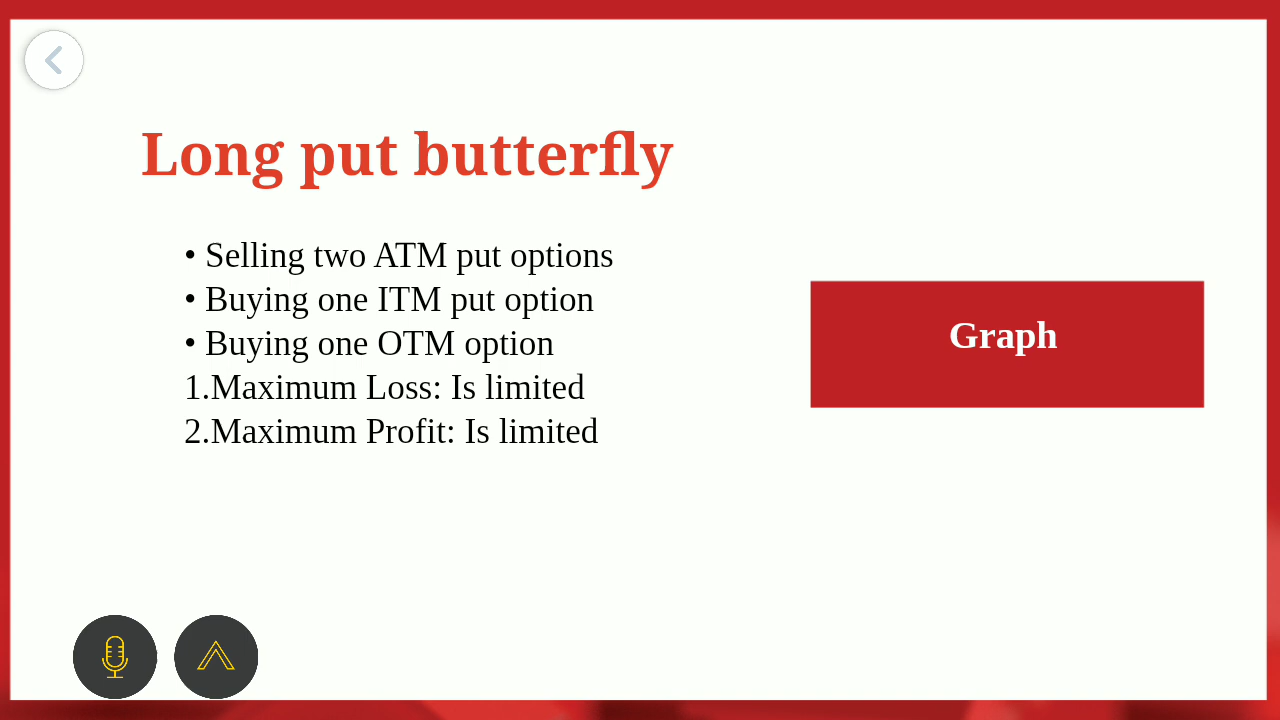 Long put butterfly
• Selling two ATM put options
• Buying one ITM put option
• Buying one OTM option
1.Maximum Loss: Is limited
2.Maximum Profit: Is limited
Graph